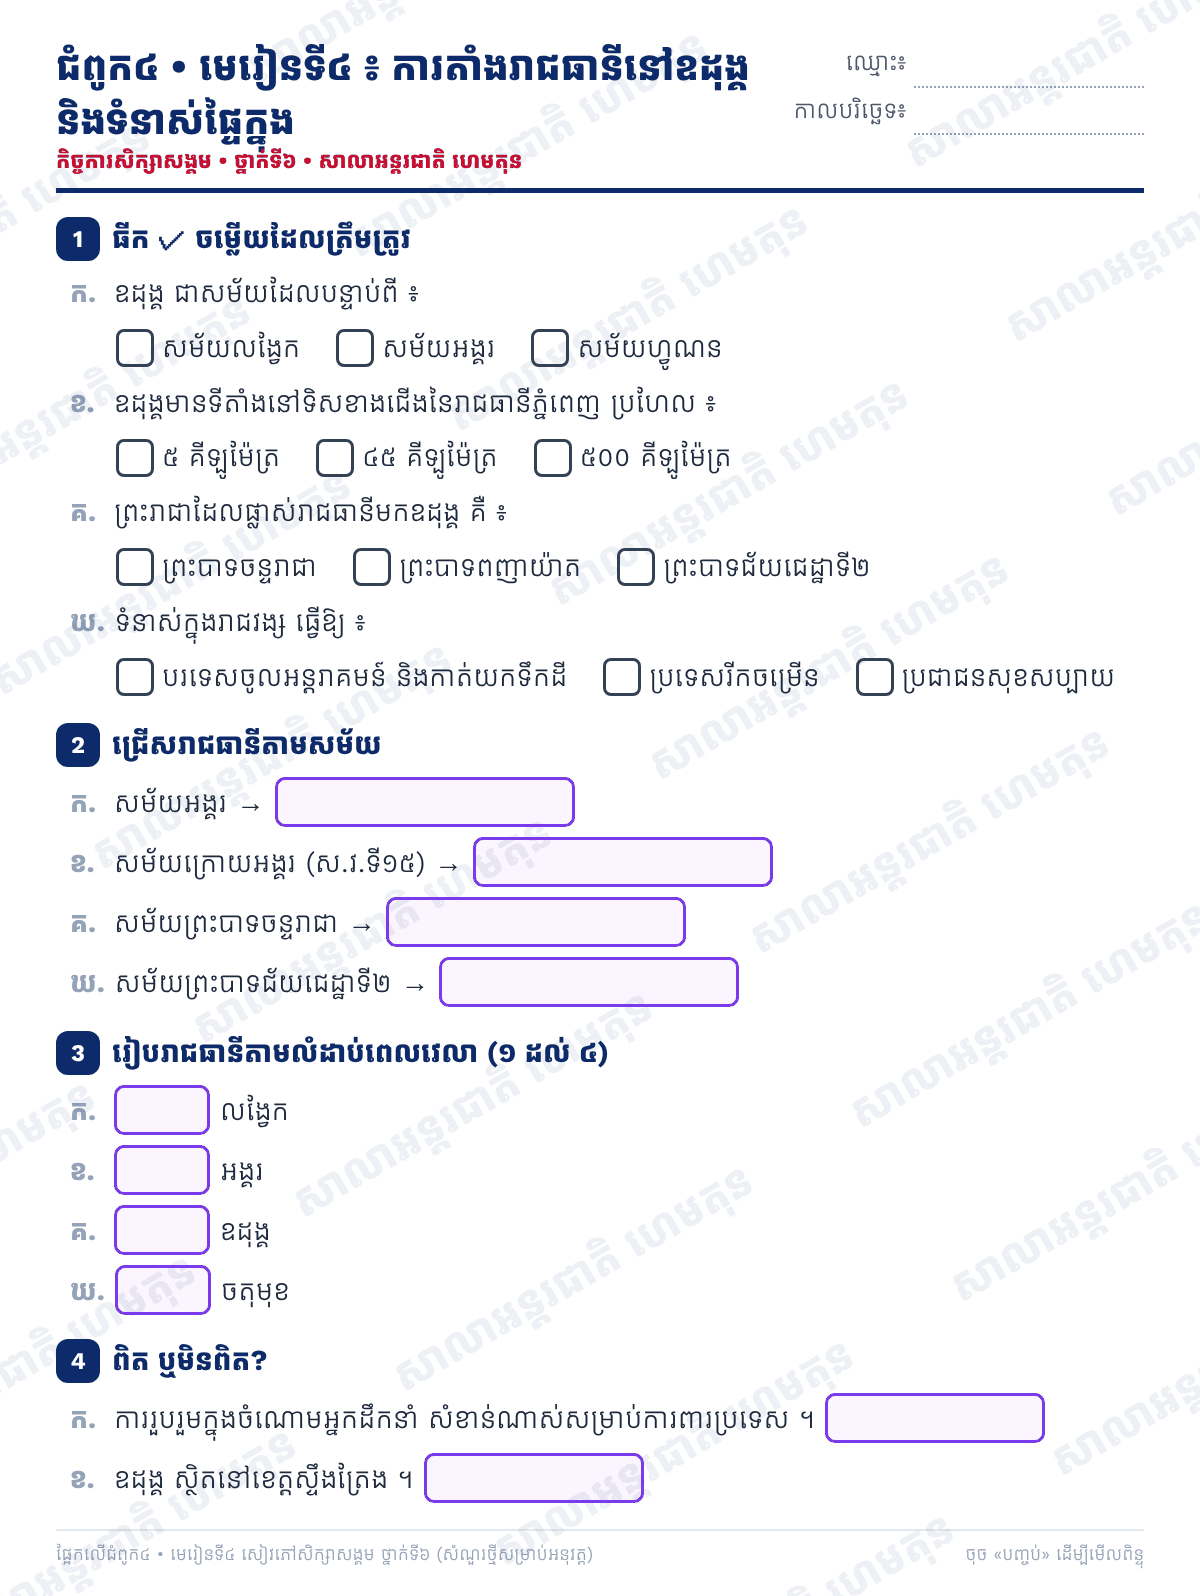 ជំពូក៤ • មេរៀនទី៤ ៖ ការតាំងរាជធានីនៅឧដុង្គ
និងទំនាស់ផ្ទៃក្នុង
ឈ្មោះ៖
កាលបរិច្ឆេទ៖
កិច្ចការសិក្សាសង្គម • ថ្នាក់ទី៦ • សាលាអន្តរជាតិ ហេមតុន
1 ធីក ✓ ចម្លើយដែលត្រឹមត្រូវ
ក. ឧដុង្គ ជាសម័យដែលបន្ទាប់ពី ៖
សម័យលង្វែក សម័យអង្គរ សម័យហ្វូណន
ខ. ឧដុង្គមានទីតាំងនៅទិសខាងជើងនៃរាជធានីភ្នំពេញ ប្រហែល ៖
៥ គីឡូម៉ែត្រ ៤៥ គីឡូម៉ែត្រ ៥០០ គីឡូម៉ែត្រ
គ. ព្រះរាជាដែលផ្លាស់រាជធានីមកឧដុង្គ គឺ ៖
ព្រះបាទចន្ទរាជា ព្រះបាទពញាយ៉ាត ព្រះបាទជ័យជេដ្ឋាទី២
ឃ. ទំនាស់ក្នុងរាជវង្ស ធ្វើឱ្យ ៖
បរទេសចូលអន្តរាគមន៍ និងកាត់យកទឹកដី ប្រទេសរីកចម្រើន ប្រជាជនសុខសប្បាយ
2 ជ្រើសរាជធានីតាមសម័យ
ក. សម័យអង្គរ →
ខ. សម័យក្រោយអង្គរ (ស.វ.ទី១៥) →
គ. សម័យព្រះបាទចន្ទរាជា →
ឃ. សម័យព្រះបាទជ័យជេដ្ឋាទី២ →
3 រៀបរាជធានីតាមលំដាប់ពេលវេលា (១ ដល់ ៤)
ក. លង្វែក
ខ. អង្គរ
គ. ឧដុង្គ
ឃ. ចតុមុខ
4 ពិត ឬមិនពិត?
ក. ការរួបរួមក្នុងចំណោមអ្នកដឹកនាំ សំខាន់ណាស់សម្រាប់ការពារប្រទេស ។
ខ. ឧដុង្គ ស្ថិតនៅខេត្តស្ទឹងត្រែង ។
ផ្អែកលើជំពូក៤ • មេរៀនទី៤ សៀវភៅសិក្សាសង្គម ថ្នាក់ទី៦ (សំណួរថ្មីសម្រាប់អនុវត្ត)
ចុច «បញ្ចប់» ដើម្បីមើលពិន្ទុ